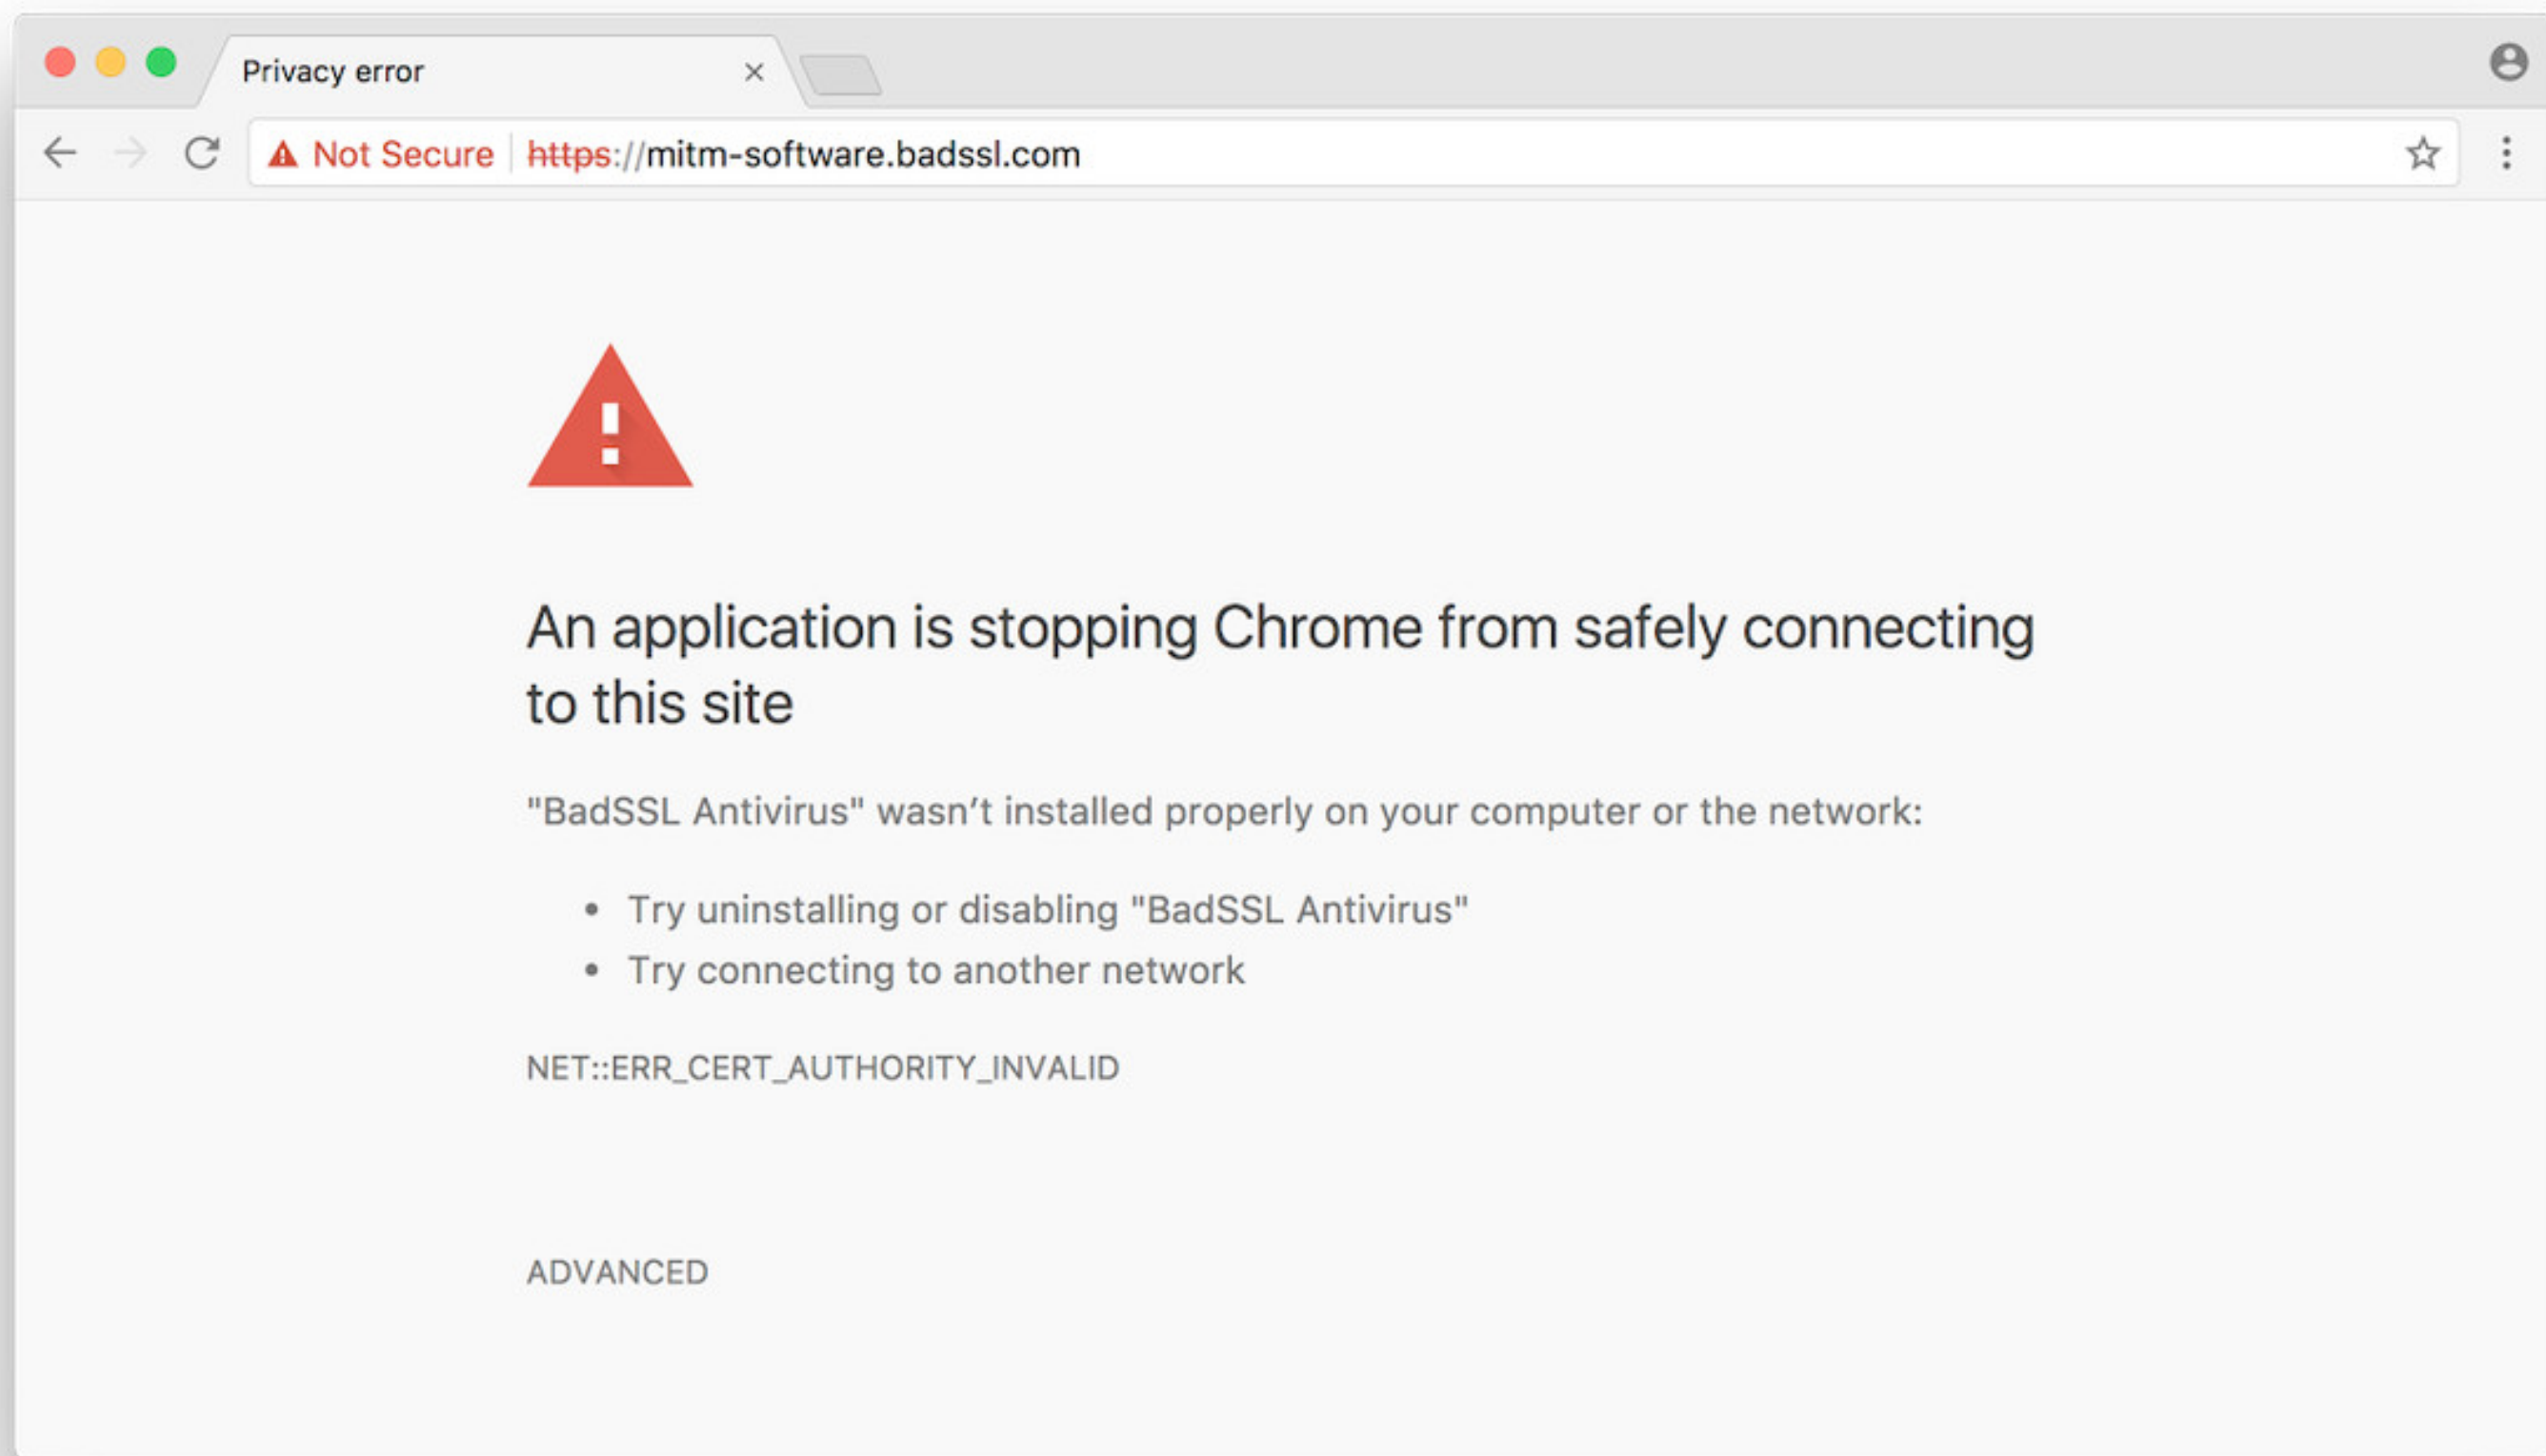 Privacy error
Not Secure https://mitm-software.badssl.com
An application is stopping Chrome from safely connecting
to this site
"BadSSL Antivirus" wasn’t installed properly on your computer or the network:
• Try uninstalling or disabling "BadSSL Antivirus"
• Try connecting to another network
NET::ERR_CERT_AUTHORITY_INVALID
ADVANCED